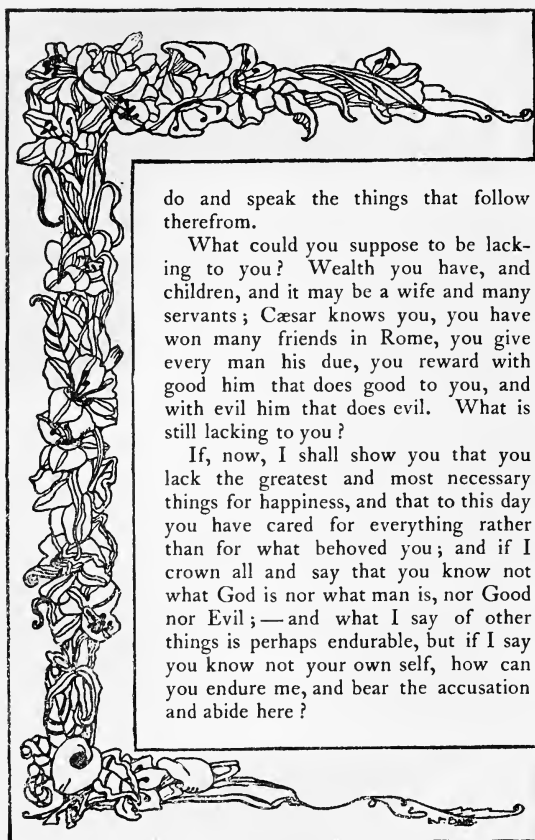 do and speak the things that follow
therefrom.
What could you suppose to be lack-
ing to you? Wealth you have, and
children, and it may be a wife and many
servants; Cæsar knows you, you have
won many friends in Rome, you give
every man his due, you reward with
good him that does good to you, and
with evil him that does evil. What is
still lacking to you?
If, now, I shall show you that you
lack the greatest and most necessary
things for happiness, and that to this day
you have cared for everything rather
than for what behoved you; and if I
crown all and say that you know not
what God is nor what man is, nor Good
nor Evil;—and what I say of other
things is perhaps endurable, but if I say
you know not your own self, how can
you endure me, and bear the accusation
and abide here?